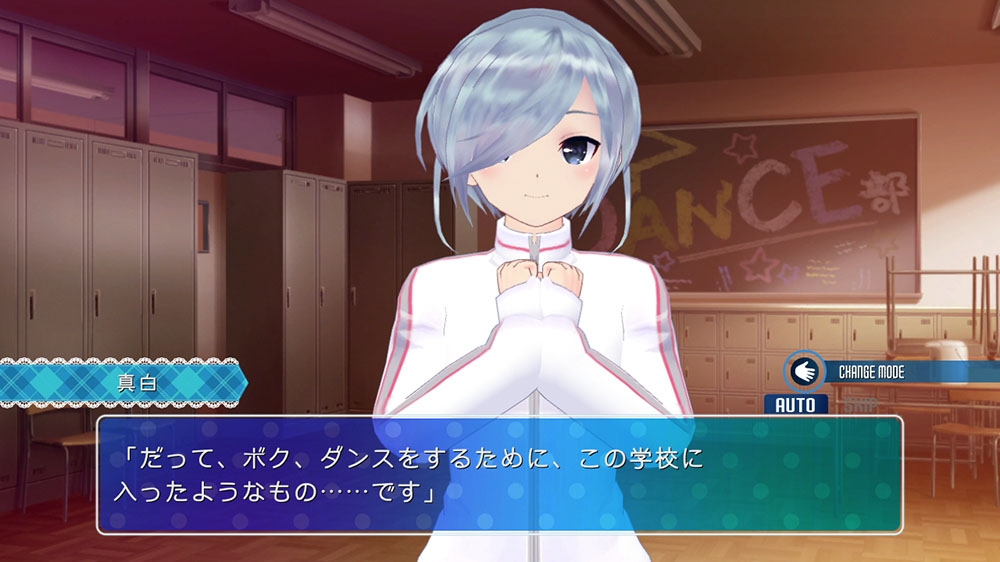 DANCE部
真白
CHANGE MODE
AUTO
SKIP
「だって、ボク、ダンスをするために、この学校に
入ったようなもの……です」